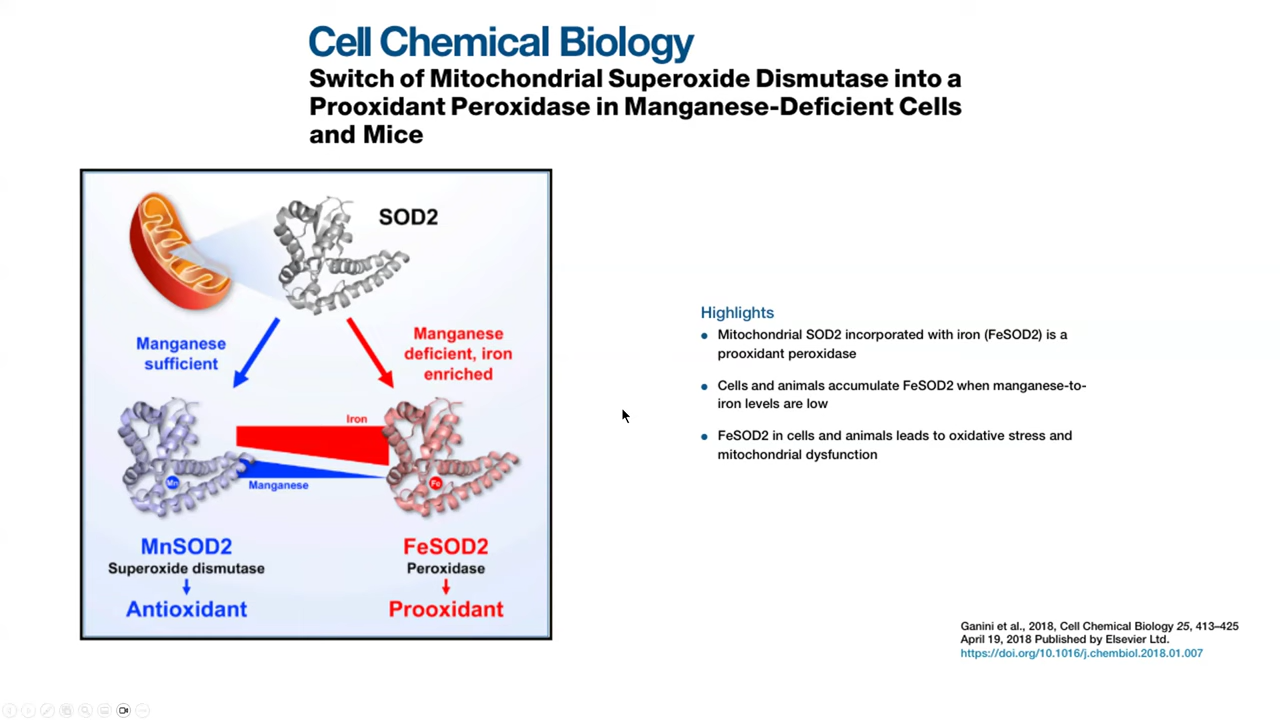 Cell Chemical Biology
Switch of Mitochondrial Superoxide Dismutase into a
Prooxidant Peroxidase in Manganese-Deficient Cells
and Mice
SOD2
Manganese
sufficient
Manganese
deficient, iron
enriched
Iron
Manganese
Mn
Fe
MnSOD2
Superoxide dismutase
Antioxidant
FeSOD2
Peroxidase
Prooxidant
Highlights
• Mitochondrial SOD2 incorporated with iron (FeSOD2) is a
prooxidant peroxidase
• Cells and animals accumulate FeSOD2 when manganese-to-
iron levels are low
• FeSOD2 in cells and animals leads to oxidative stress and
mitochondrial dysfunction
Ganini et al., 2018, Cell Chemical Biology 25, 413–425
April 19, 2018 Published by Elsevier Ltd.
https://doi.org/10.1016/j.chembiol.2018.01.007